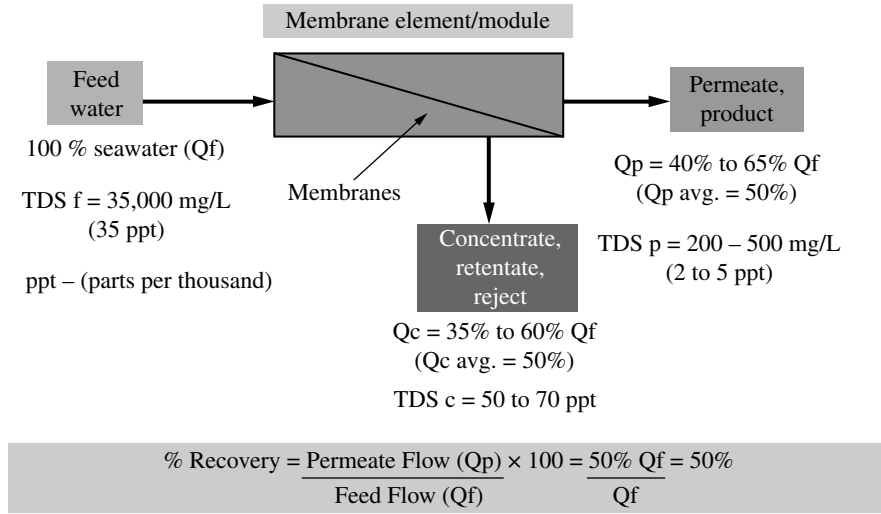 Membrane element/module
Feed
water
Permeate,
product
100 % seawater (Qf)
TDS f = 35,000 mg/L
(35 ppt)
ppt – (parts per thousand)
Membranes
Qp = 40% to 65% Qf
(Qp avg. = 50%)
TDS p = 200 – 500 mg/L
(2 to 5 ppt)
Concentrate,
retentate,
reject
Qc = 35% to 60% Qf
(Qc avg. = 50%)
TDS c = 50 to 70 ppt
% Recovery = Permeate Flow (Qp) × 100 = 50% Qf = 50%
Feed Flow (Qf) Qf